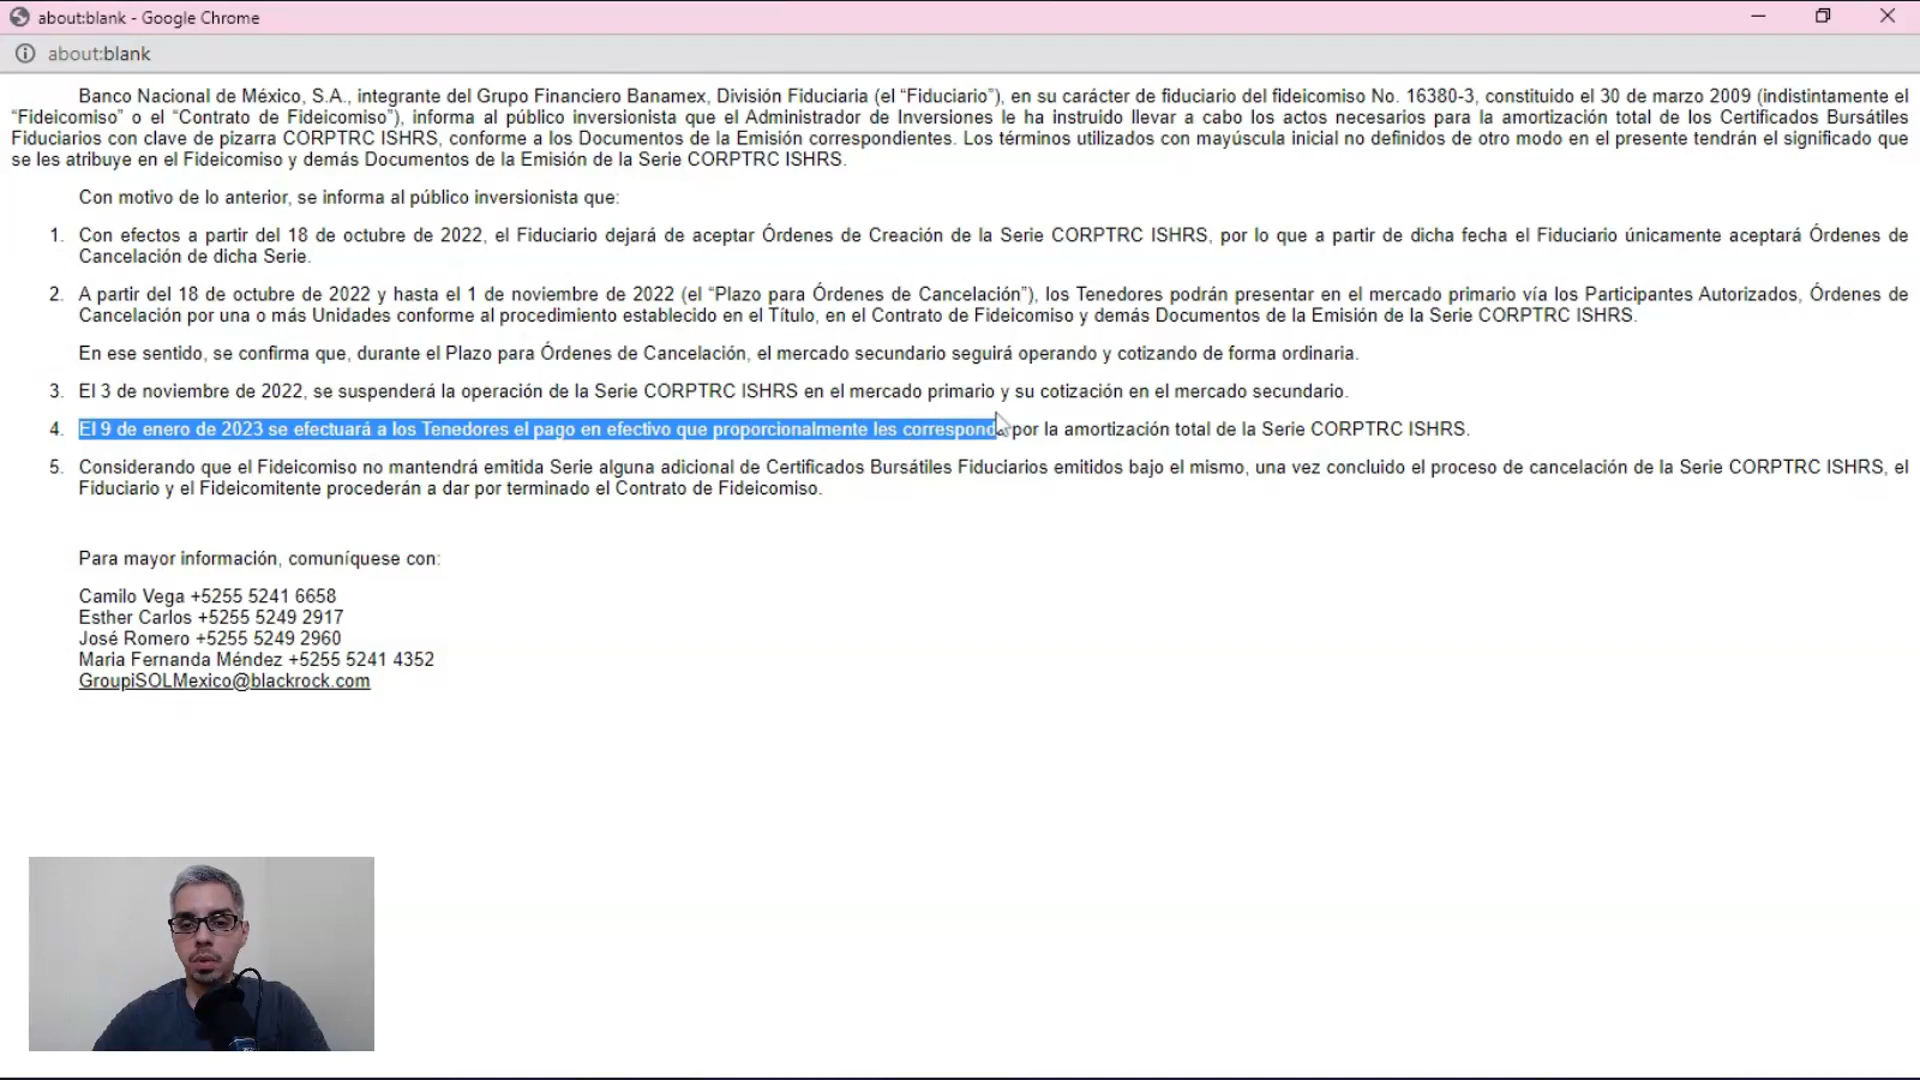 about:blank - Google Chrome
about:blank
Banco Nacional de México, S.A., integrante del Grupo Financiero Banamex, División Fiduciaria (el “Fiduciario”), en su carácter de fiduciario del fideicomiso No. 16380-3, constituido el 30 de marzo 2009 (indistintamente el
“Fideicomiso” o el “Contrato de Fideicomiso”), informa al público inversionista que el Administrador de Inversiones le ha instruido llevar a cabo los actos necesarios para la amortización total de los Certificados Bursátiles
Fiduciarios con clave de pizarra CORPTRC ISHRS, conforme a los Documentos de la Emisión correspondientes. Los términos utilizados con mayúscula inicial no definidos de otro modo en el presente tendrán el significado que
se les atribuye en el Fideicomiso y demás Documentos de la Emisión de la Serie CORPTRC ISHRS.
Con motivo de lo anterior, se informa al público inversionista que:
1. Con efectos a partir del 18 de octubre de 2022, el Fiduciario dejará de aceptar Órdenes de Creación de la Serie CORPTRC ISHRS, por lo que a partir de dicha fecha el Fiduciario únicamente aceptará Órdenes de
Cancelación de dicha Serie.
2. A partir del 18 de octubre de 2022 y hasta el 1 de noviembre de 2022 (el “Plazo para Órdenes de Cancelación”), los Tenedores podrán presentar en el mercado primario vía los Participantes Autorizados, Órdenes de
Cancelación por una o más Unidades conforme al procedimiento establecido en el Título, en el Contrato de Fideicomiso y demás Documentos de la Emisión de la Serie CORPTRC ISHRS.
En ese sentido, se confirma que, durante el Plazo para Órdenes de Cancelación, el mercado secundario seguirá operando y cotizando de forma ordinaria.
3. El 3 de noviembre de 2022, se suspenderá la operación de la Serie CORPTRC ISHRS en el mercado primario y su cotización en el mercado secundario.
4. El 9 de enero de 2023 se efectuará a los Tenedores el pago en efectivo que proporcionalmente les correspond por la amortización total de la Serie CORPTRC ISHRS.
5. Considerando que el Fideicomiso no mantendrá emitida Serie alguna adicional de Certificados Bursátiles Fiduciarios emitidos bajo el mismo, una vez concluido el proceso de cancelación de la Serie CORPTRC ISHRS, el
Fiduciario y el Fideicomitente procederán a dar por terminado el Contrato de Fideicomiso.
Para mayor información, comuníquese con:
Camilo Vega +5255 5241 6658
Esther Carlos +5255 5249 2917
José Romero +5255 5249 2960
Maria Fernanda Méndez +5255 5241 4352
GroupiSOLMexico@blackrock.com